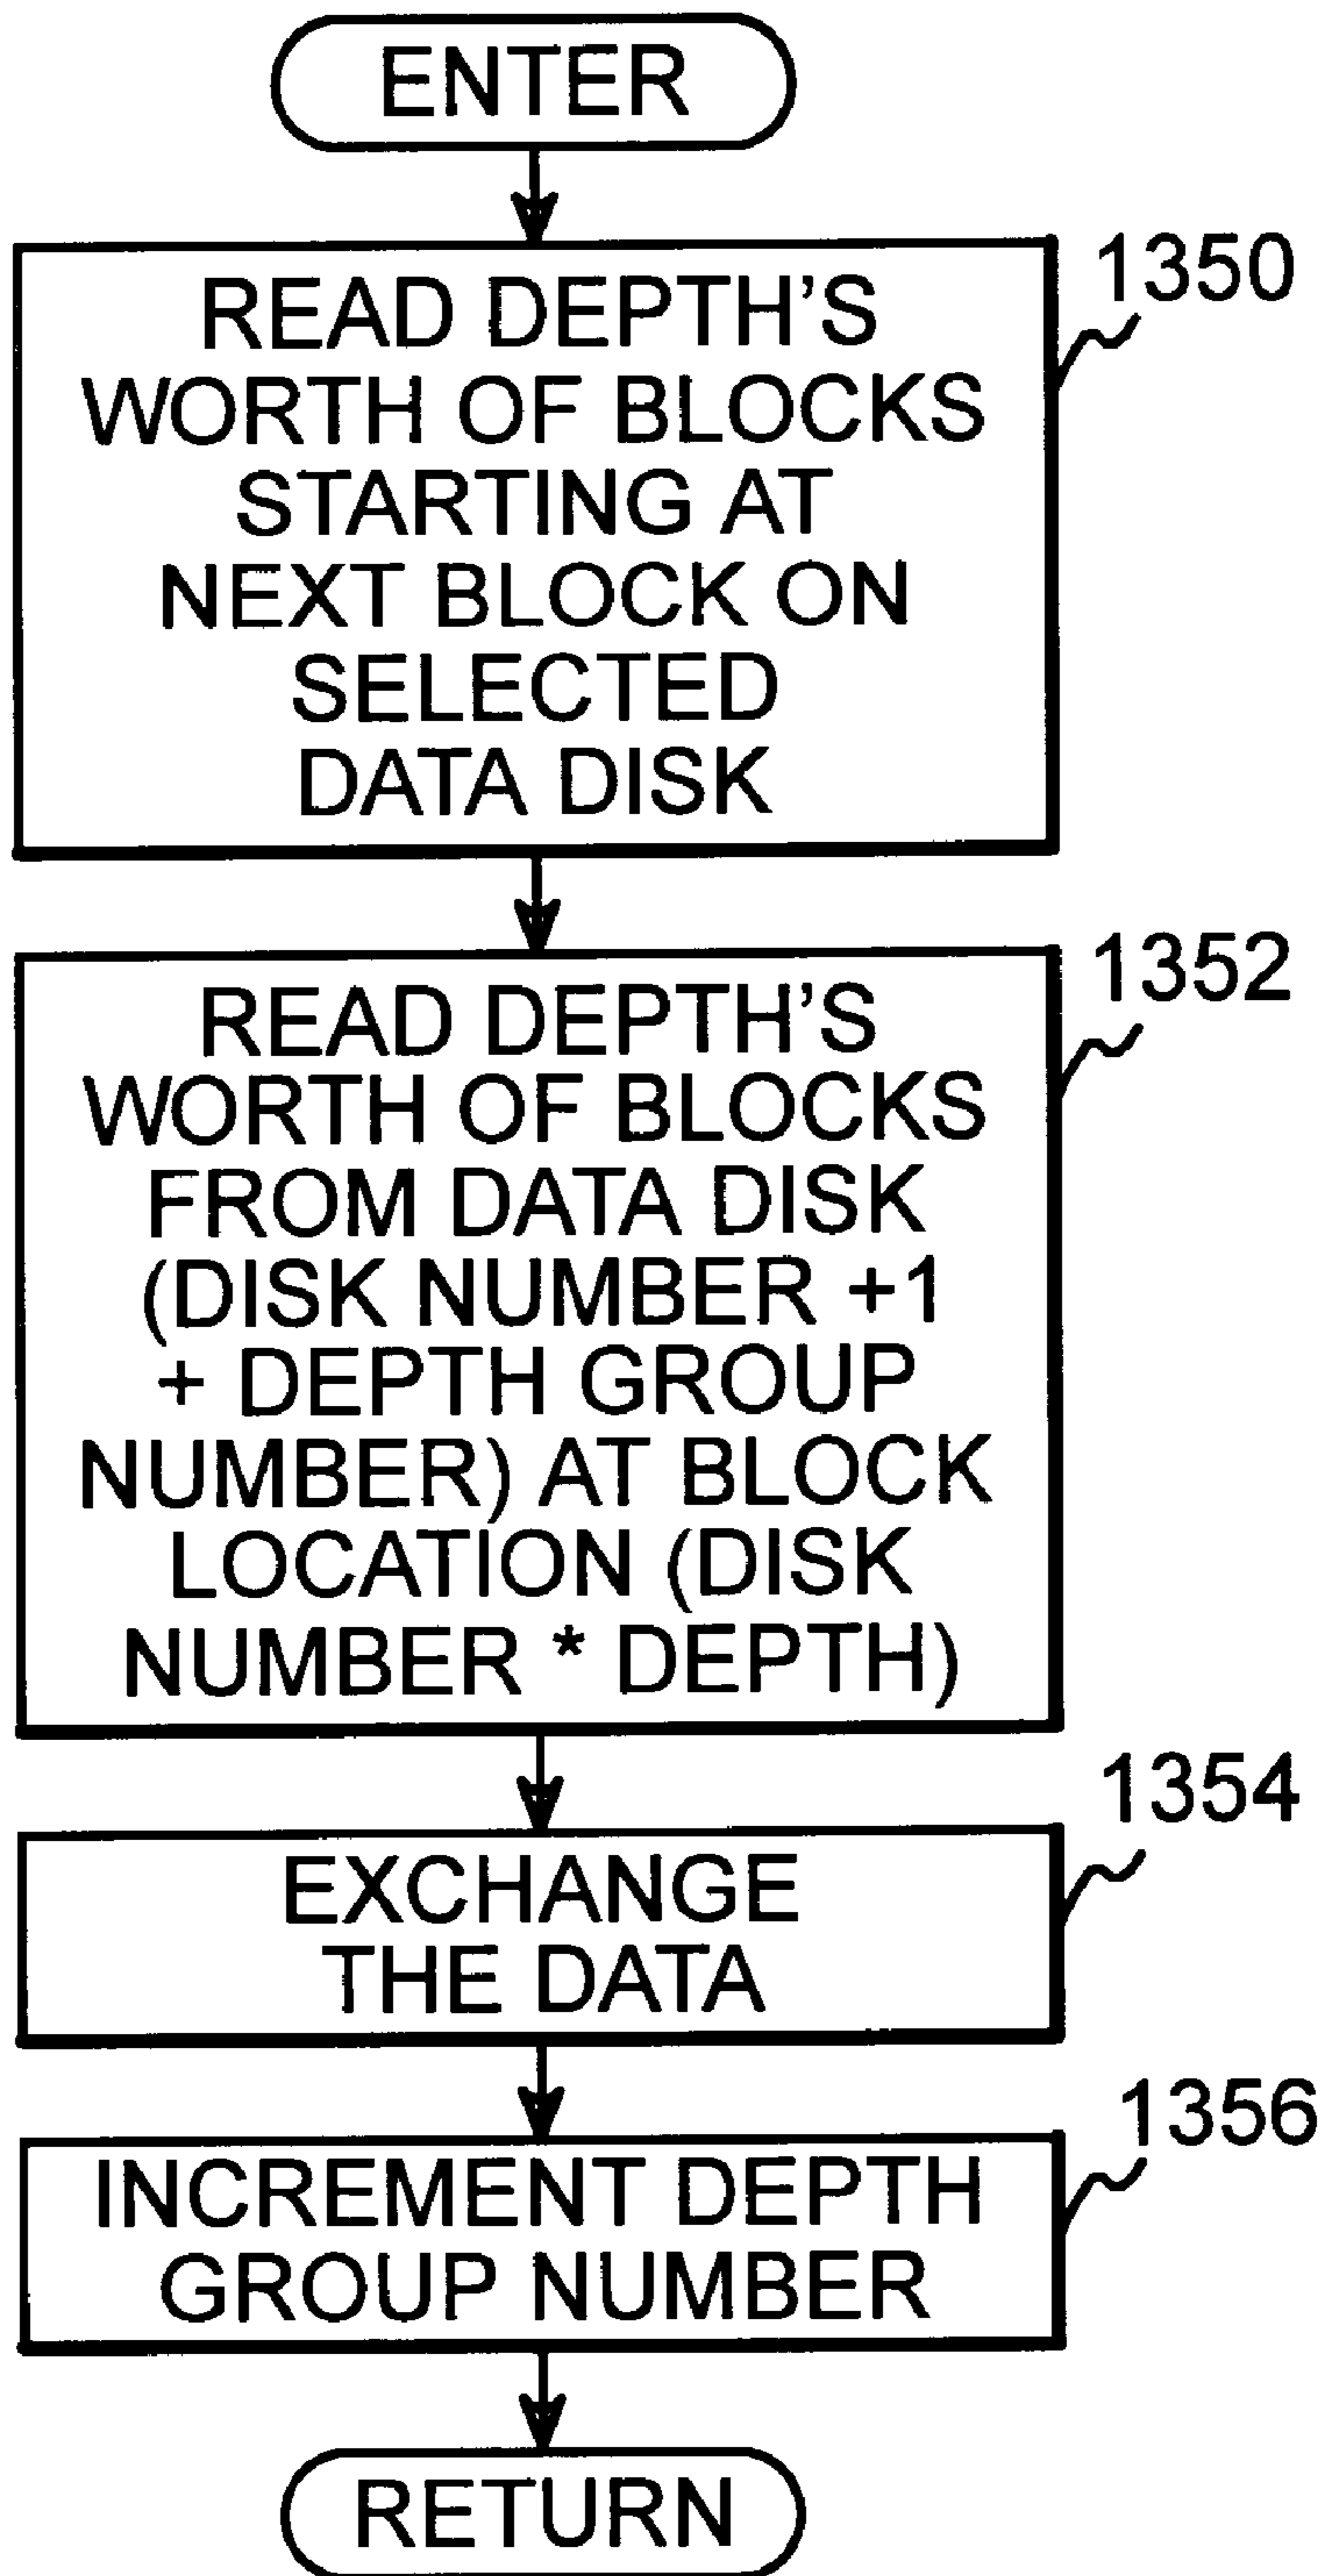 ENTER
1350
READ DEPTH'S
WORTH OF BLOCKS
STARTING AT
NEXT BLOCK ON
SELECTED
DATA DISK
1352
READ DEPTH'S
WORTH OF BLOCKS
FROM DATA DISK
(DISK NUMBER +1
+ DEPTH GROUP
NUMBER) AT BLOCK
LOCATION (DISK
NUMBER * DEPTH)
1354
EXCHANGE
THE DATA
1356
INCREMENT DEPTH
GROUP NUMBER
RETURN